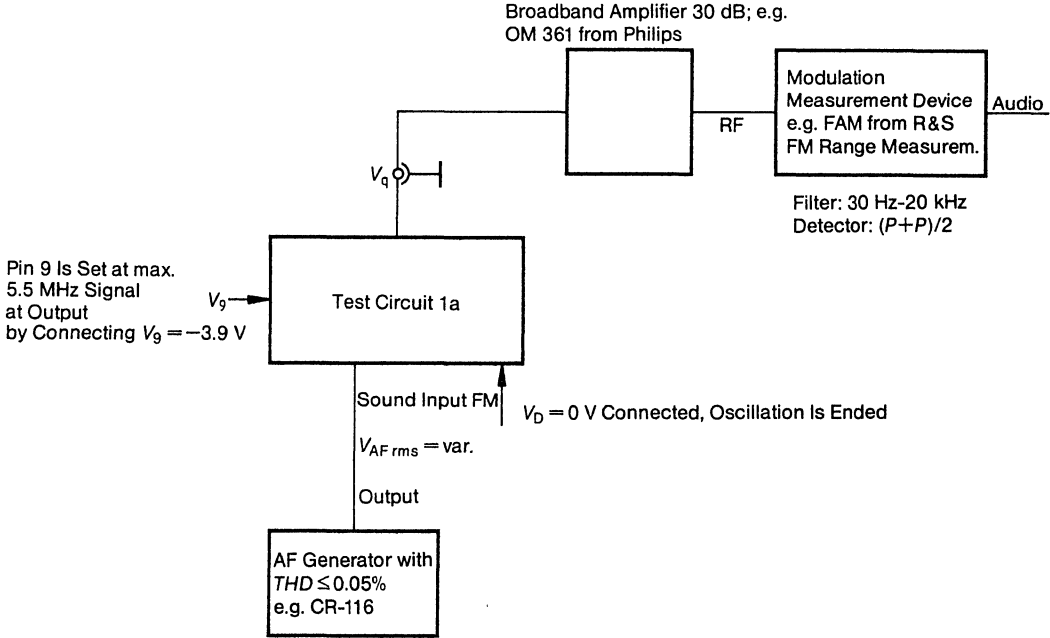 Broadband Amplifier 30 dB; e.g.
OM 361 from Philips
Modulation
Measurement Device
e.g. FAM from R&S
FM Range Measurem.
Audio
RF
Vq
Filter: 30 Hz-20 kHz
Detector: (P+P)/2
Pin 9 Is Set at max.
5.5 MHz Signal
at Output
by Connecting V9 = −3.9 V
V9
Test Circuit 1a
Sound Input FM
VD = 0 V Connected, Oscillation Is Ended
VAF rms = var.
Output
AF Generator with
THD ≤ 0.05%
e.g. CR-116